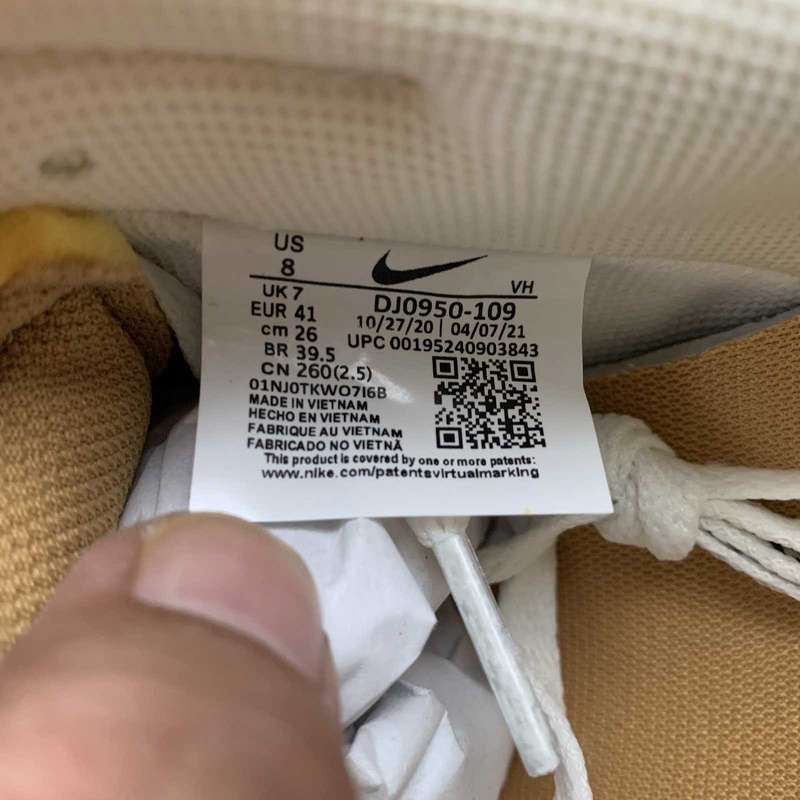 US
8
VH
UK 7
DJ0950-109
EUR 41
10/27/20 | 04/07/21
cm 26
UPC 00195240903843
BR 39.5
CN 260(2.5)
01NJ0TKWO7I6B
MADE IN VIETNAM
HECHO EN VIETNAM
FABRIQUE AU VIETNAM
FABRICADO NO VIETNÃ
This product is covered by one or more patents:
www.nike.com/patentsvirtualmarking